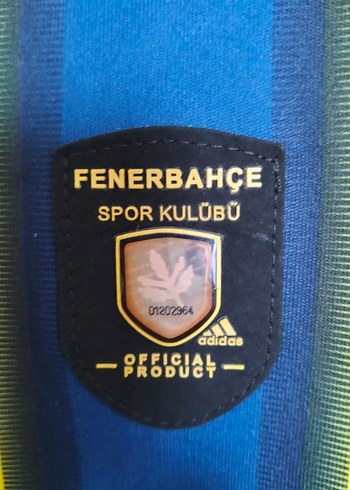 FENERBAHÇE
SPOR KULÜBÜ
01202964
adidas
OFFICIAL
PRODUCT